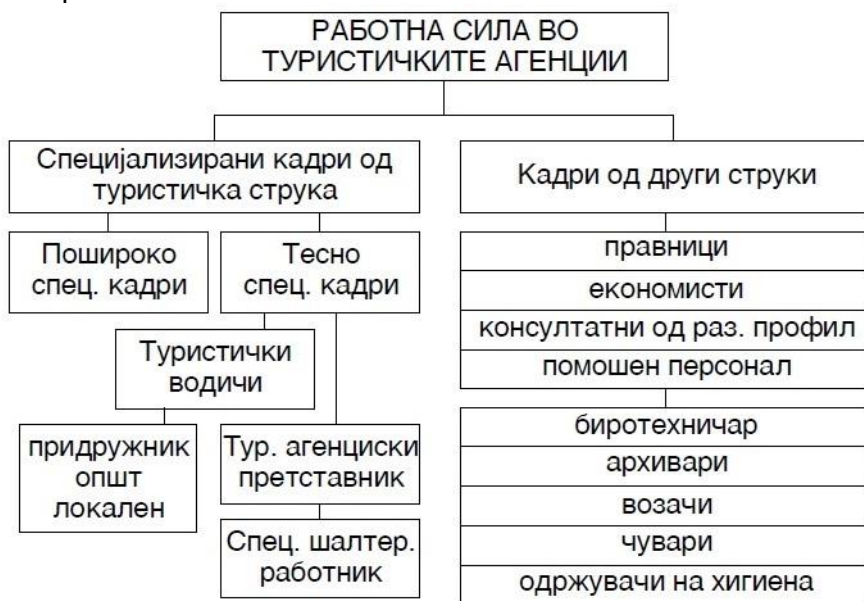 РАБОТНА СИЛА ВО
ТУРИСТИЧКИТЕ АГЕНЦИИ
Специјализирани кадри од
туристичка струка
Пошироко
спец. кадри
Тесно
спец. кадри
Туристички
водичи
придружник
општ
локален
Тур. агенциски
претставник
Спец. шалтер.
работник
Кадри од други струки
правници
економисти
консултатни од раз. профил
помошен персонал
биротехничар
архивари
возачи
чувари
одржувачи на хигиена